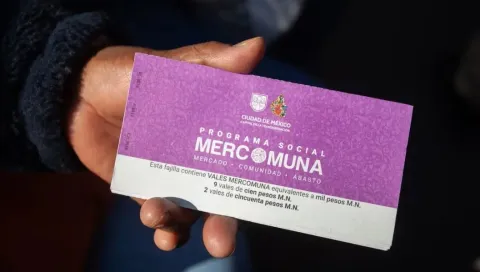 CIUDAD DE MÉXICO
PROGRAMA SOCIAL
MERCOMUNA
MERCADO • COMUNIDAD • ABASTO
Esta fajilla contiene VALES MERCOMUNA equivalentes a mil pesos M.N.
9 vales de cien pesos M.N.
2 vales de cincuenta pesos M.N.